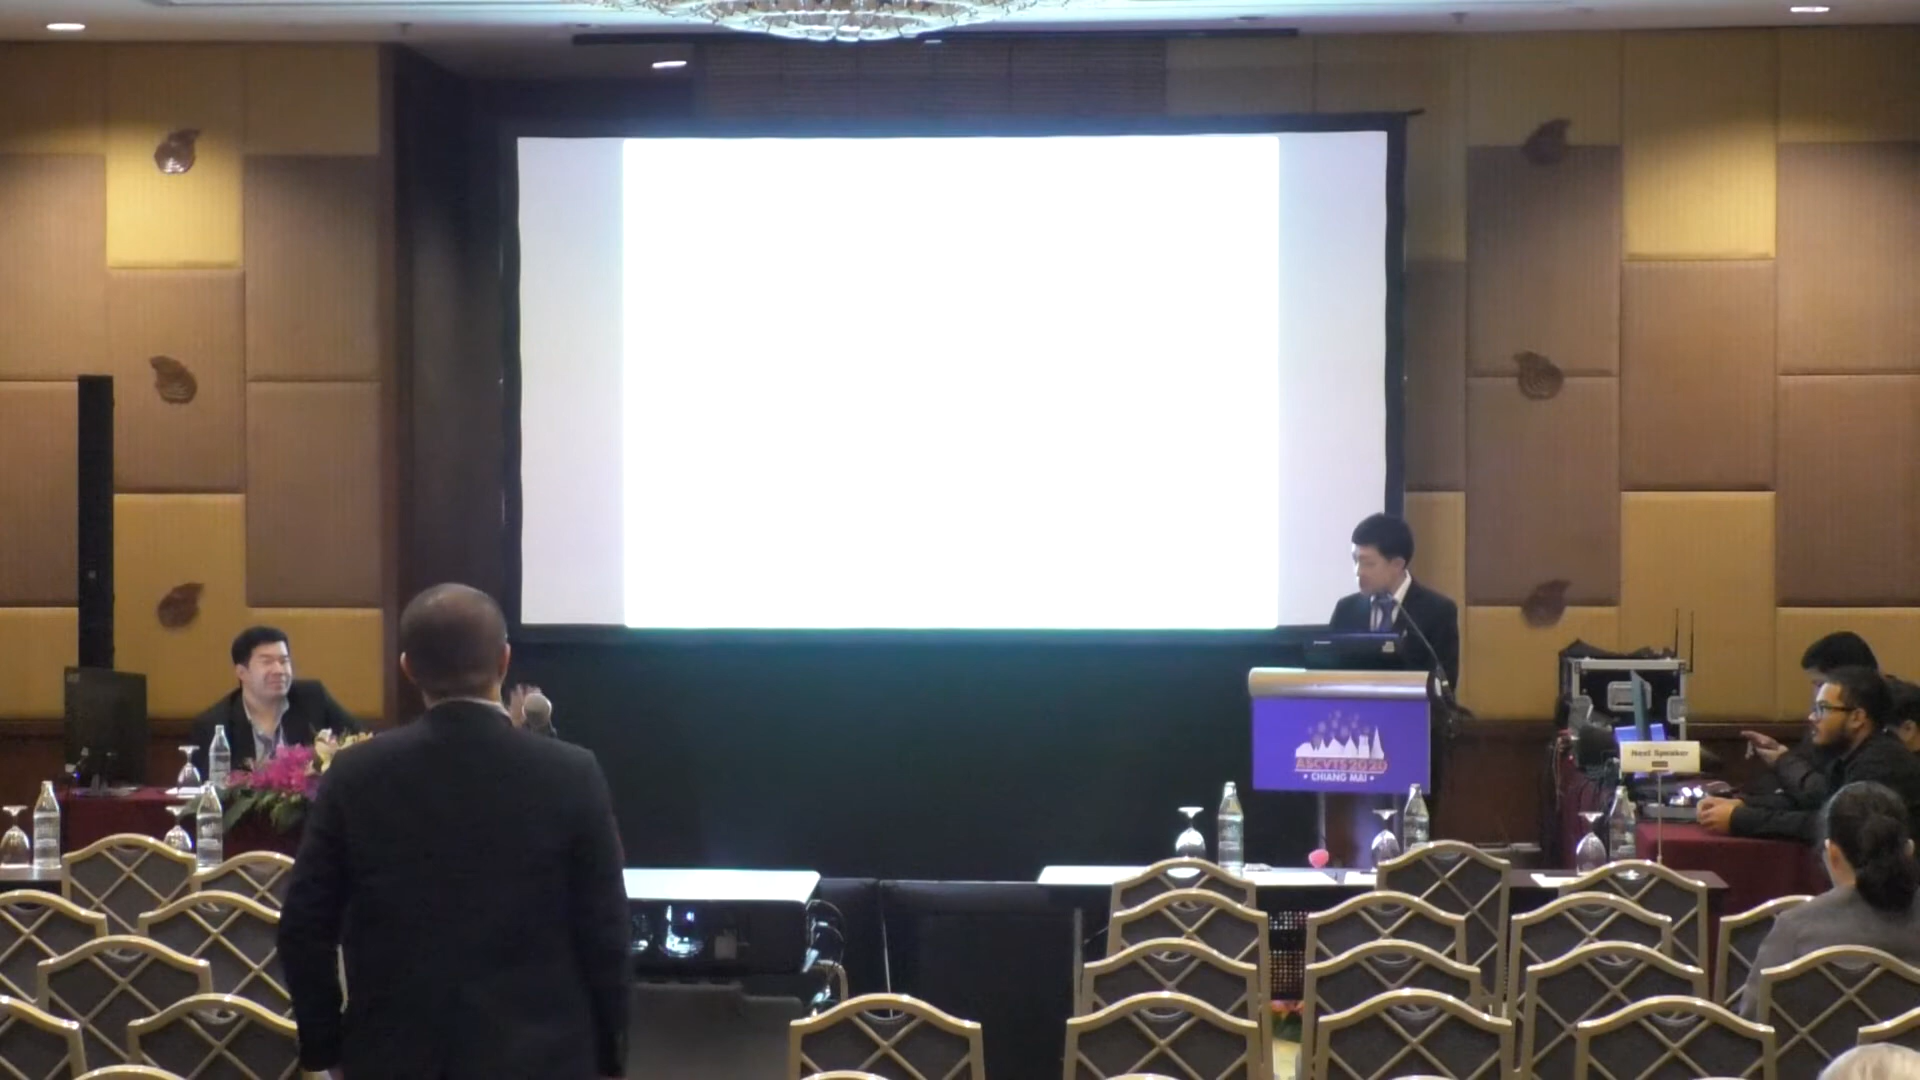 ASCVTS 2020
• CHIANG MAI •
Next Speaker